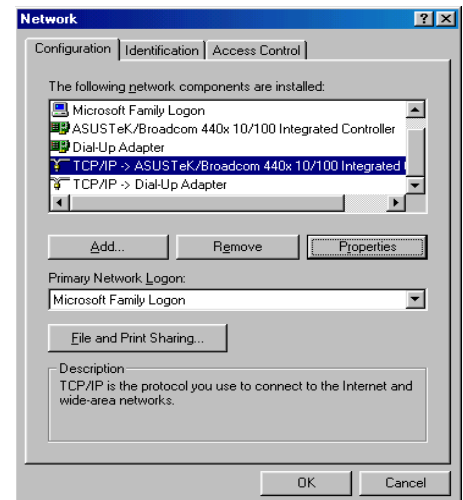 Network
Configuration Identification Access Control
The following network components are installed:
Microsoft Family Logon
ASUSTeK/Broadcom 440x 10/100 Integrated Controller
Dial-Up Adapter
TCP/IP -> ASUSTeK/Broadcom 440x 10/100 Integrated
TCP/IP -> Dial-Up Adapter
Add... Remove Properties
Primary Network Logon:
Microsoft Family Logon
File and Print Sharing...
Description
TCP/IP is the protocol you use to connect to the Internet and
wide-area networks.
OK Cancel